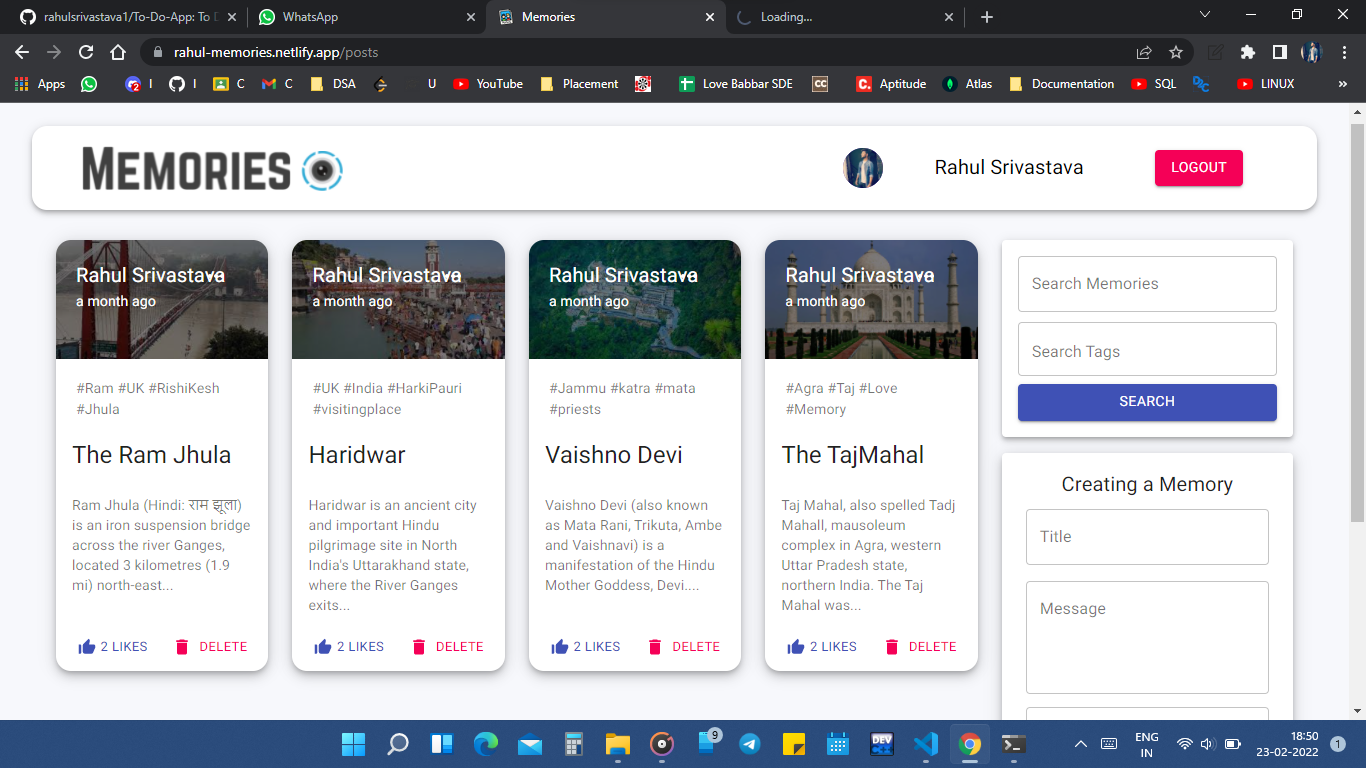 rahulsrivastava1/To-Do-App: To D
WhatsApp
Memories
Loading...
rahul-memories.netlify.app/posts
Apps
I
I
C
C
DSA
U
YouTube
Placement
Love Babbar SDE
CC
Aptitude
Atlas
Documentation
SQL
LINUX
»
MEMORIES
Rahul Srivastava
LOGOUT
Rahul Srivastava
a month ago
#Ram #UK #RishiKesh
#Jhula
The Ram Jhula
Ram Jhula (Hindi: राम झूला)
is an iron suspension bridge
across the river Ganges,
located 3 kilometres (1.9
mi) north-east...
2 LIKES
DELETE
Rahul Srivastava
a month ago
#UK #India #HarkiPauri
#visitingplace
Haridwar
Haridwar is an ancient city
and important Hindu
pilgrimage site in North
India's Uttarakhand state,
where the River Ganges
exits...
2 LIKES
DELETE
Rahul Srivastava
a month ago
#Jammu #katra #mata
#priests
Vaishno Devi
Vaishno Devi (also known
as Mata Rani, Trikuta, Ambe
and Vaishnavi) is a
manifestation of the Hindu
Mother Goddess, Devi....
2 LIKES
DELETE
Rahul Srivastava
a month ago
#Agra #Taj #Love
#Memory
The TajMahal
Taj Mahal, also spelled Tadj
Mahall, mausoleum
complex in Agra, western
Uttar Pradesh state,
northern India. The Taj
Mahal was...
2 LIKES
DELETE
Search Memories
Search Tags
SEARCH
Creating a Memory
Title
Message
9
DEV
ENG
IN
18:50
23-02-2022
1